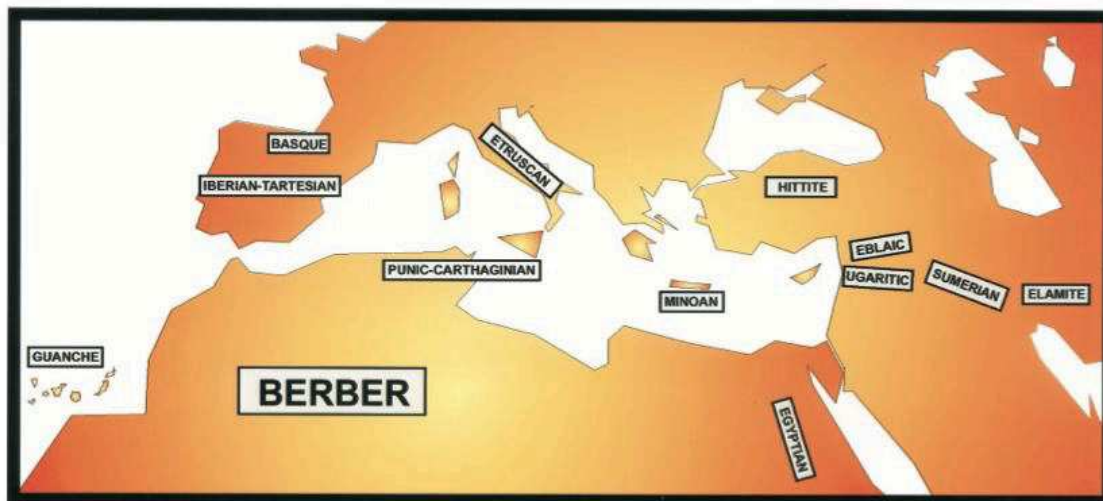 BASQUE
IBERIAN-TARTESIAN
ETRUSCAN
HITTITE
EBLAIC
PUNIC-CARTHAGINIAN
UGARITIC
SUMERIAN
ELAMITE
MINOAN
GUANCHE
BERBER
EGYPTIAN